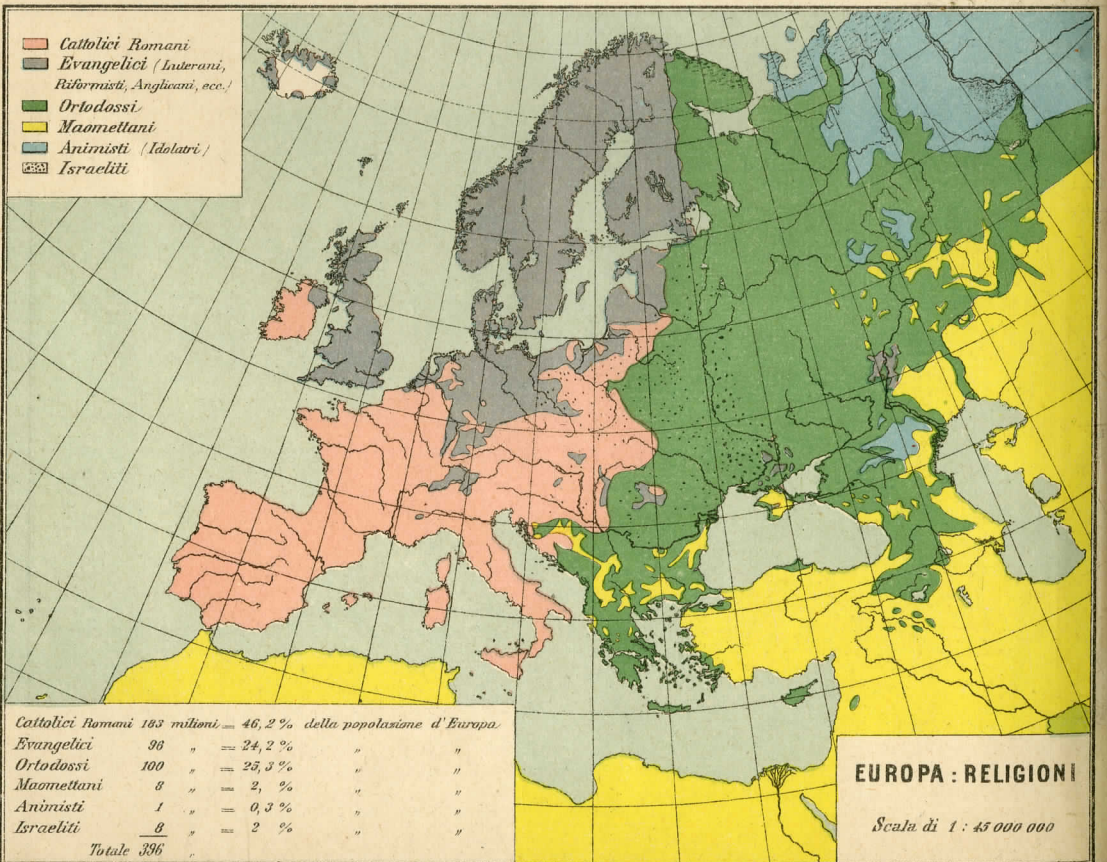 Cattolici Romani
Evangelici (Luterani,
Riformisti, Anglicani, ecc.)
Ortodossi
Maomettani
Animisti (Idolatri)
Israeliti
Cattolici Romani 183 milioni = 46,2 % della popolazione d'Europa
Evangelici 96 „ = 24,2 % „ „
Ortodossi 100 „ = 25,3 % „ „
Maomettani 8 „ = 2, % „ „
Animisti 1 „ = 0,3 % „ „
Israeliti 8 „ = 2 % „ „
Totale 396 „
EUROPA : RELIGIONI
Scala di 1 : 45 000 000